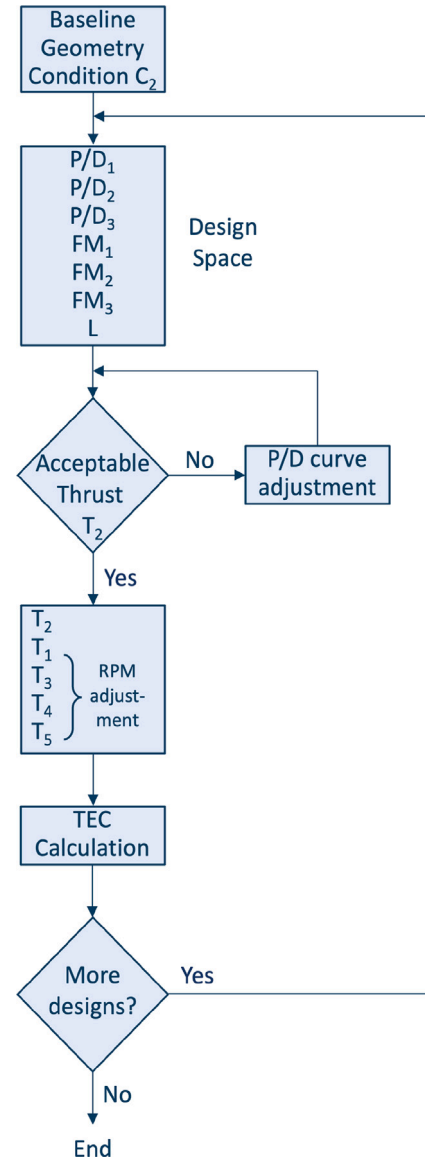 Baseline
Geometry
Condition C₂
P/D₁
P/D₂
P/D₃
FM₁
FM₂
FM₃
L
Design
Space
Acceptable
Thrust
T₂
No
P/D curve
adjustment
Yes
T₂
T₁
T₃
T₄
T₅
RPM
adjust-
ment
TEC
Calculation
More
designs?
Yes
No
End